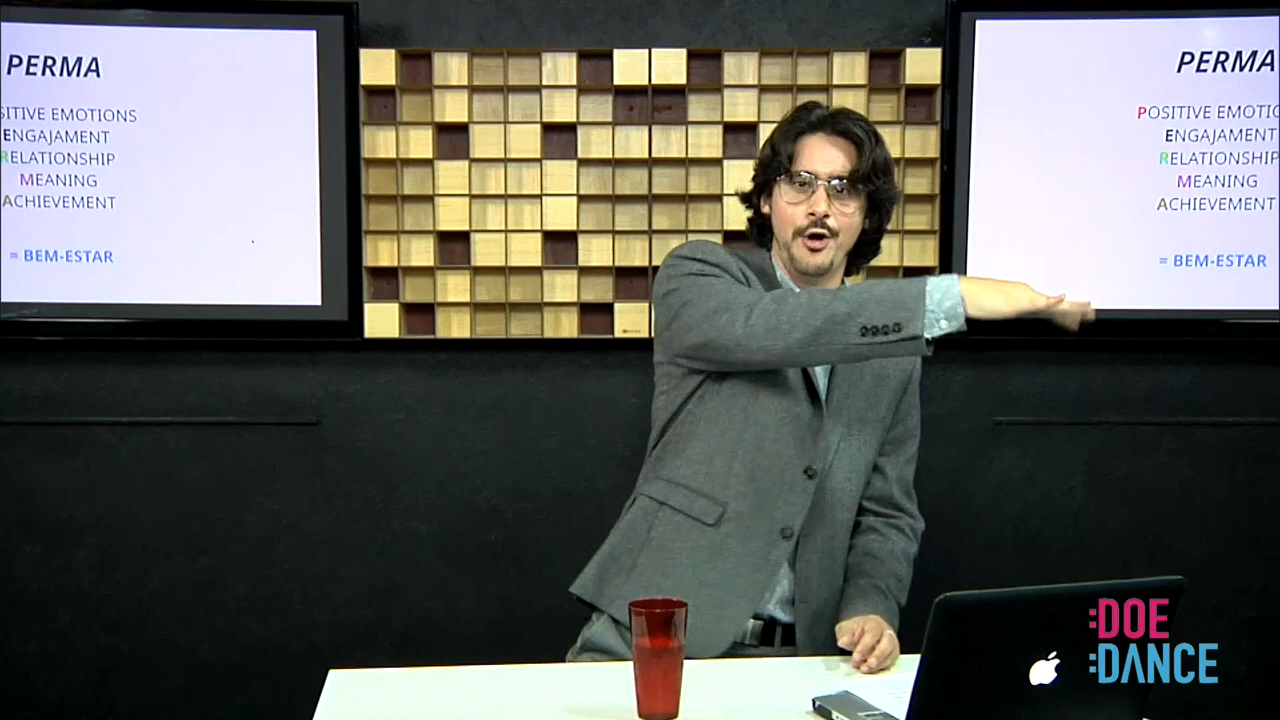 PERMA
SITIVE EMOTIONS
ENGAJAMENT
RELATIONSHIP
MEANING
ACHIEVEMENT
= BEM-ESTAR
PERMA
POSITIVE EMOTIO
ENGAJAMENT
RELATIONSHIP
MEANING
ACHIEVEMENT
= BEM-ESTAR
:DOE
:DANCE